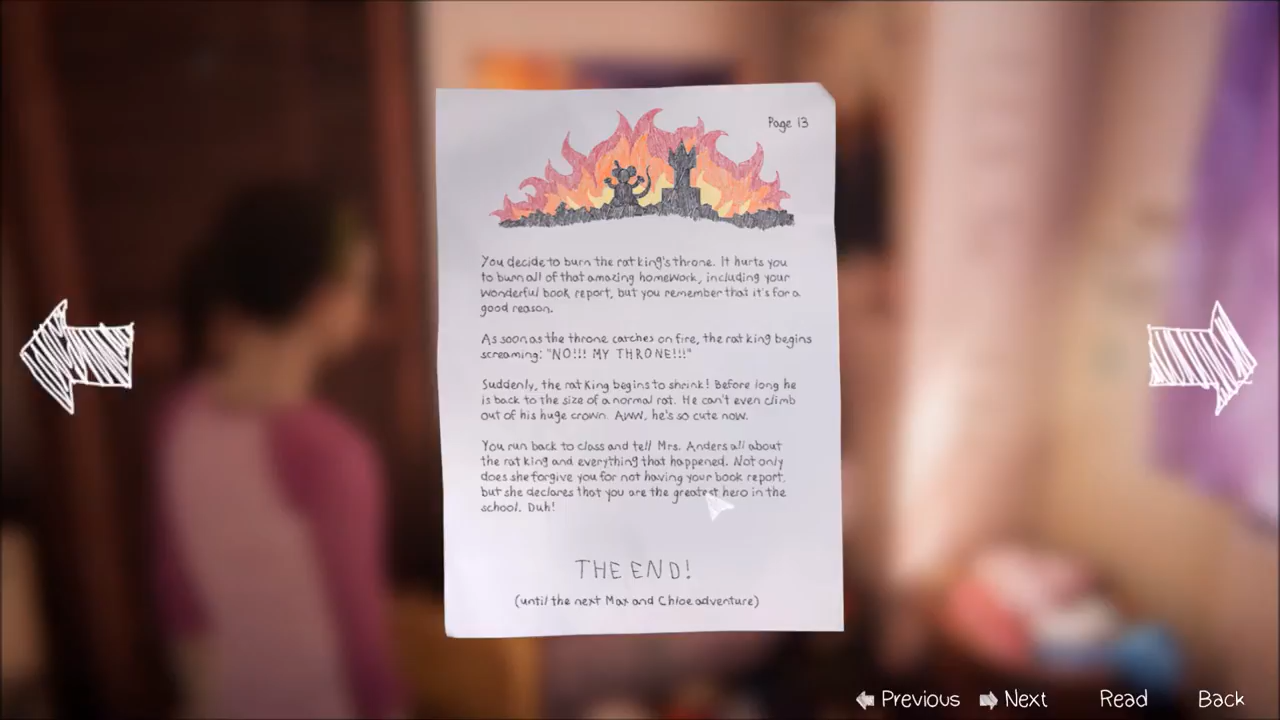 Page 13
You decide to burn the rat king's throne. It hurts you
to burn all of that amazing homework, including your
wonderful book report, but you remember that it's for a
good reason.
As soon as the throne catches on fire, the rat king begins
screaming: "NO!!! MY THRONE!!!"
Suddenly, the rat king begins to shrink! Before long he
is back to the size of a normal rat. He can't even climb
out of his huge crown. Aww, he's so cute now.
You run back to class and tell Mrs. Anders all about
the rat king and everything that happened. Not only
does she forgive you for not having your book report,
but she declares that you are the greatest hero in the
school. Duh!
THE END!
(until the next Max and Chloe adventure)
Previous Next Read Back